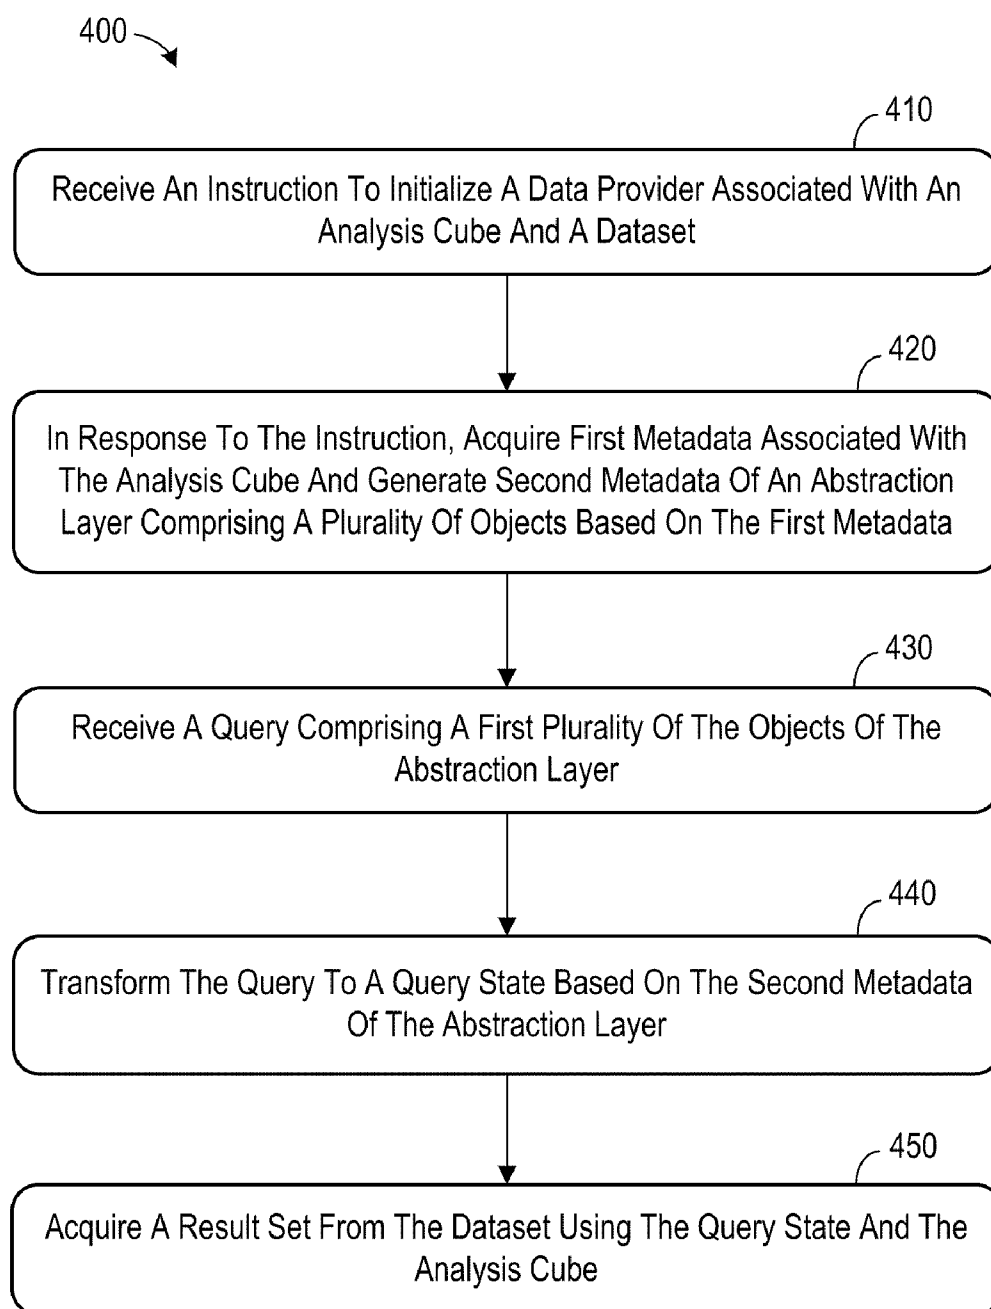 400
410
Receive An Instruction To Initialize A Data Provider Associated With An
Analysis Cube And A Dataset
420
In Response To The Instruction, Acquire First Metadata Associated With
The Analysis Cube And Generate Second Metadata Of An Abstraction
Layer Comprising A Plurality Of Objects Based On The First Metadata
430
Receive A Query Comprising A First Plurality Of The Objects Of The
Abstraction Layer
440
Transform The Query To A Query State Based On The Second Metadata
Of The Abstraction Layer
450
Acquire A Result Set From The Dataset Using The Query State And The
Analysis Cube